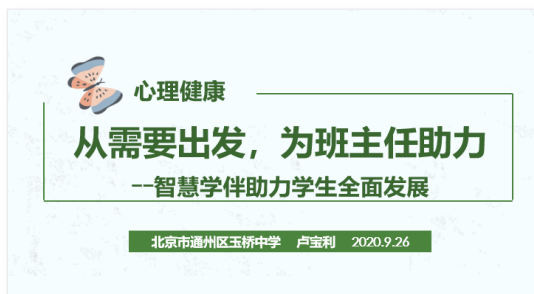 心理健康
从需要出发，为班主任助力
--智慧学伴助力学生全面发展
北京市通州区玉桥中学 卢宝利 2020.9.26